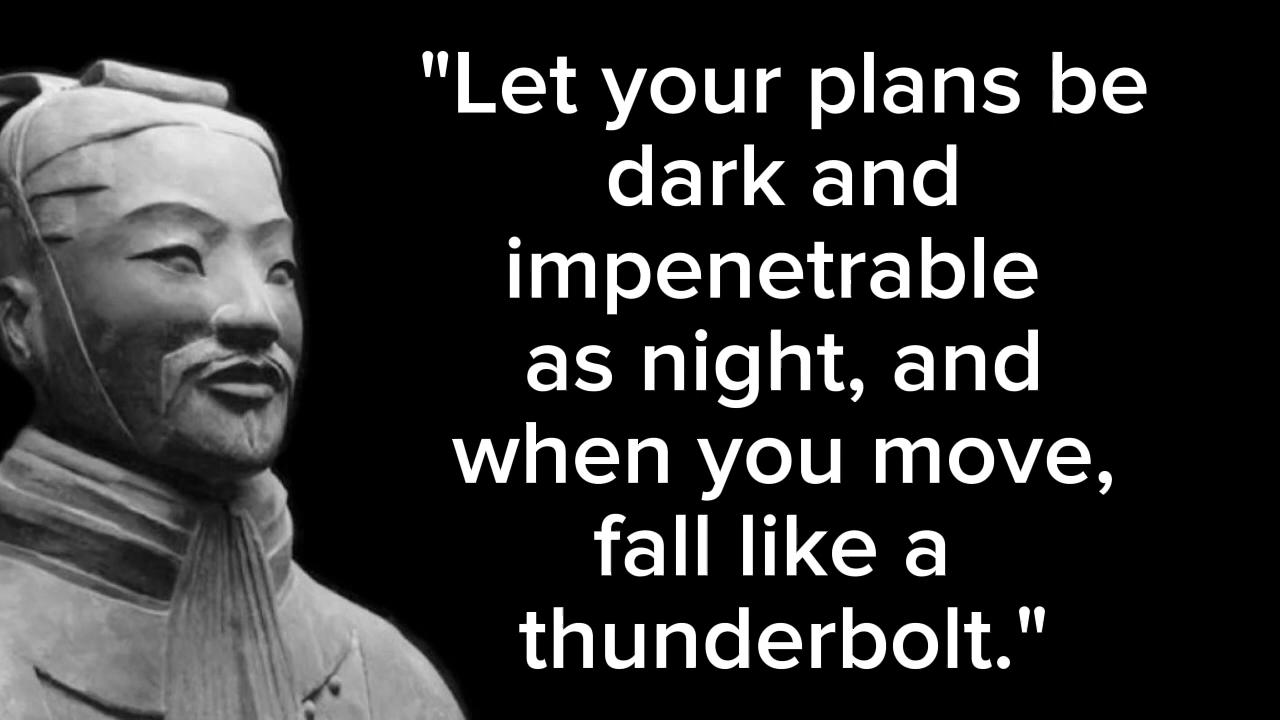 "Let your plans be
dark and
impenetrable
as night, and
when you move,
fall like a
thunderbolt."